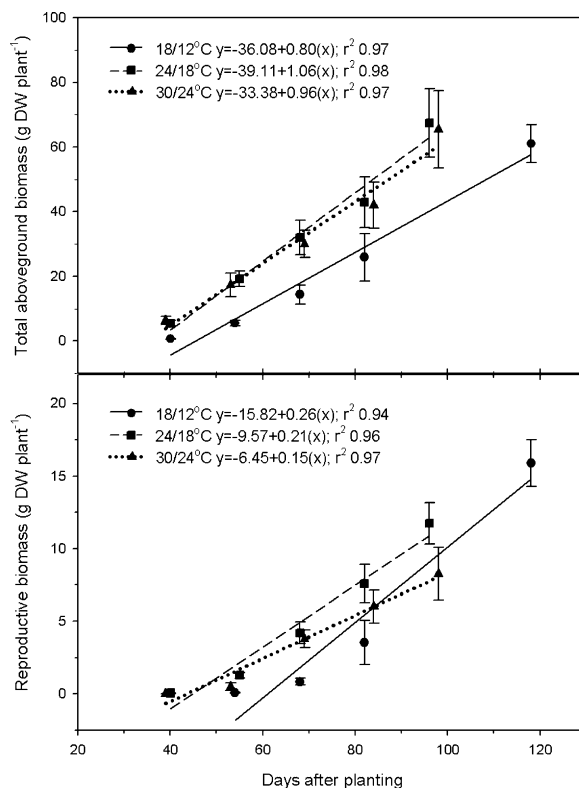 100
80
60
40
20
0
Total aboveground biomass (g DW plant⁻¹)
18/12°C y=-36.08+0.80(x); r² 0.97
24/18°C y=-39.11+1.06(x); r² 0.98
30/24°C y=-33.38+0.96(x); r² 0.97
20
15
10
5
0
Reproductive biomass (g DW plant⁻¹)
18/12°C y=-15.82+0.26(x); r² 0.94
24/18°C y=-9.57+0.21(x); r² 0.96
30/24°C y=-6.45+0.15(x); r² 0.97
20 40 60 80 100 120
Days after planting